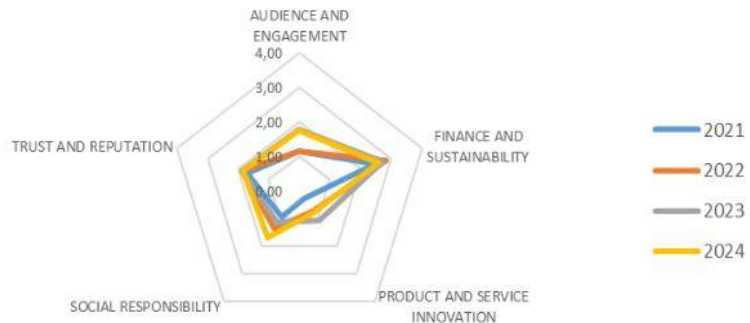 AUDIENCE AND
ENGAGEMENT
4,00
3,00
2,00
1,00
0,00
TRUST AND REPUTATION
FINANCE AND
SUSTAINABILITY
SOCIAL RESPONSIBILITY
PRODUCT AND SERVICE
INNOVATION
2021
2022
2023
2024